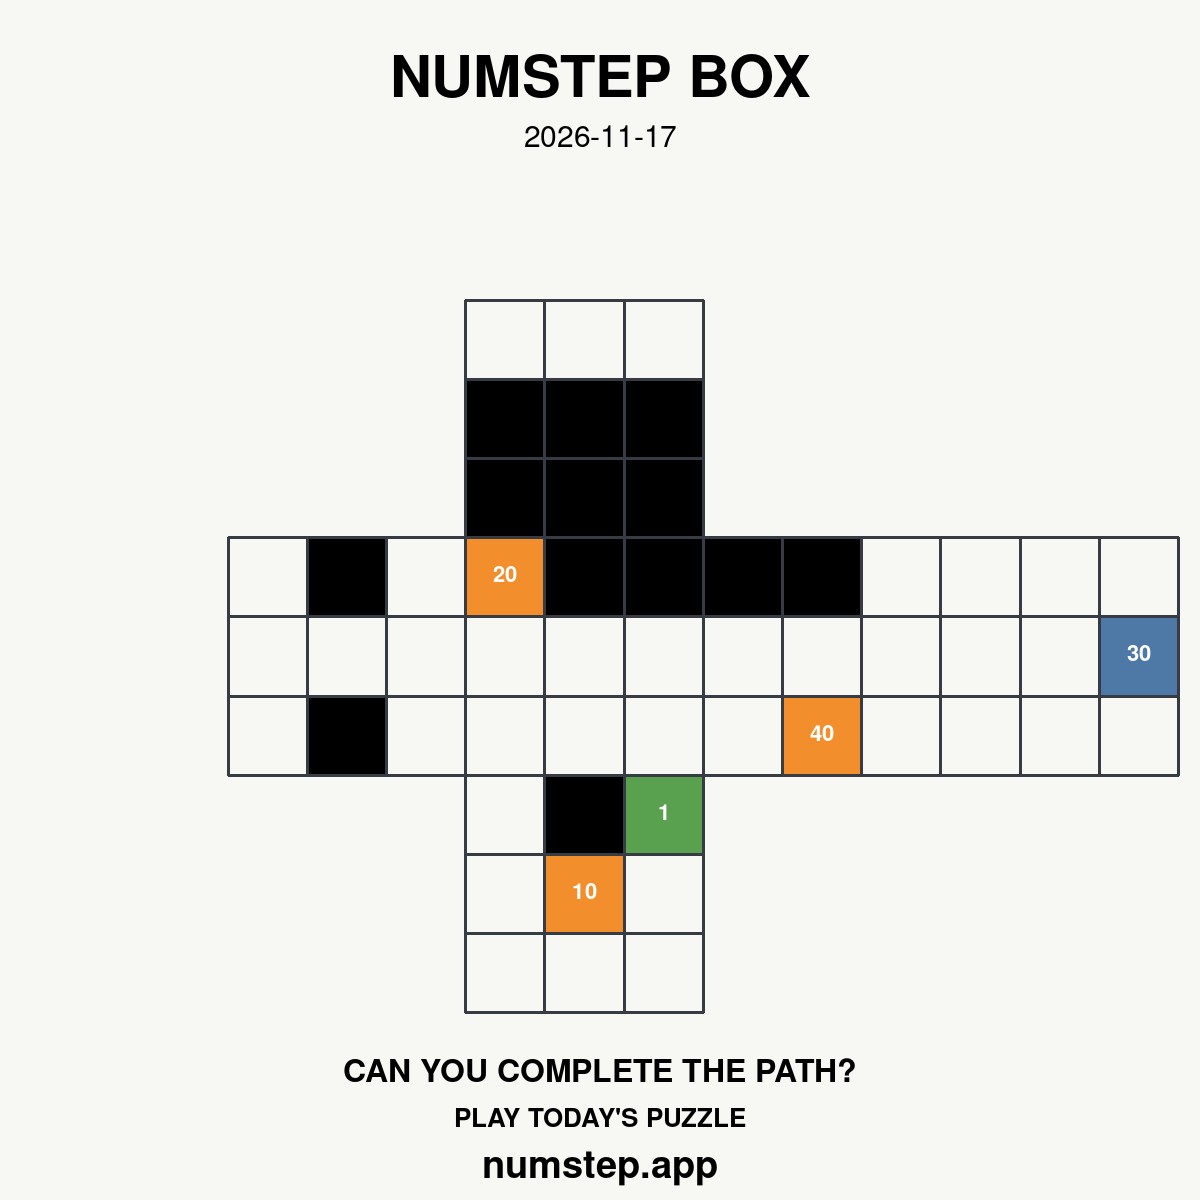 NUMSTEP BOX
2026-11-17
20
30
40
1
10
CAN YOU COMPLETE THE PATH?
PLAY TODAY'S PUZZLE
numstep.app